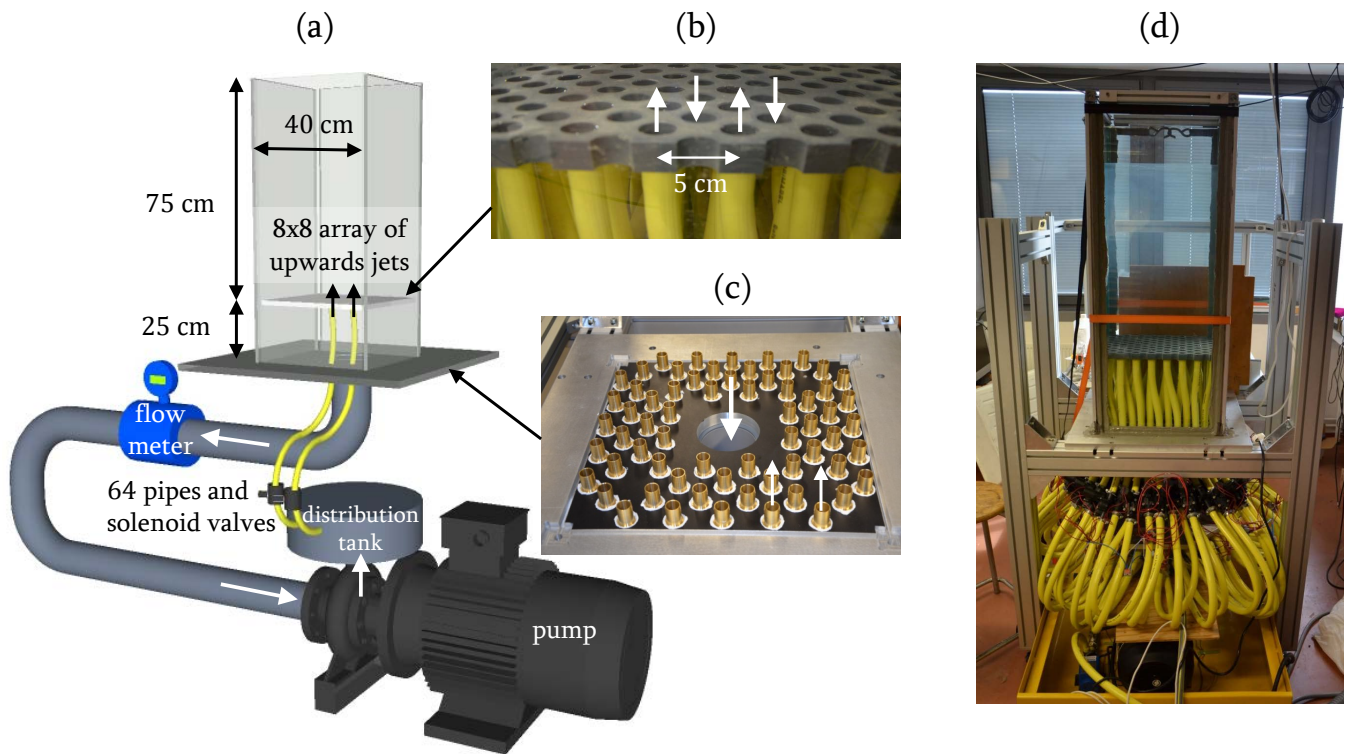 (a)
(b)
(d)
40 cm
75 cm
5 cm
8x8 array of
upwards jets
(c)
25 cm
flow
meter
64 pipes and
solenoid valves
distribution
tank
pump